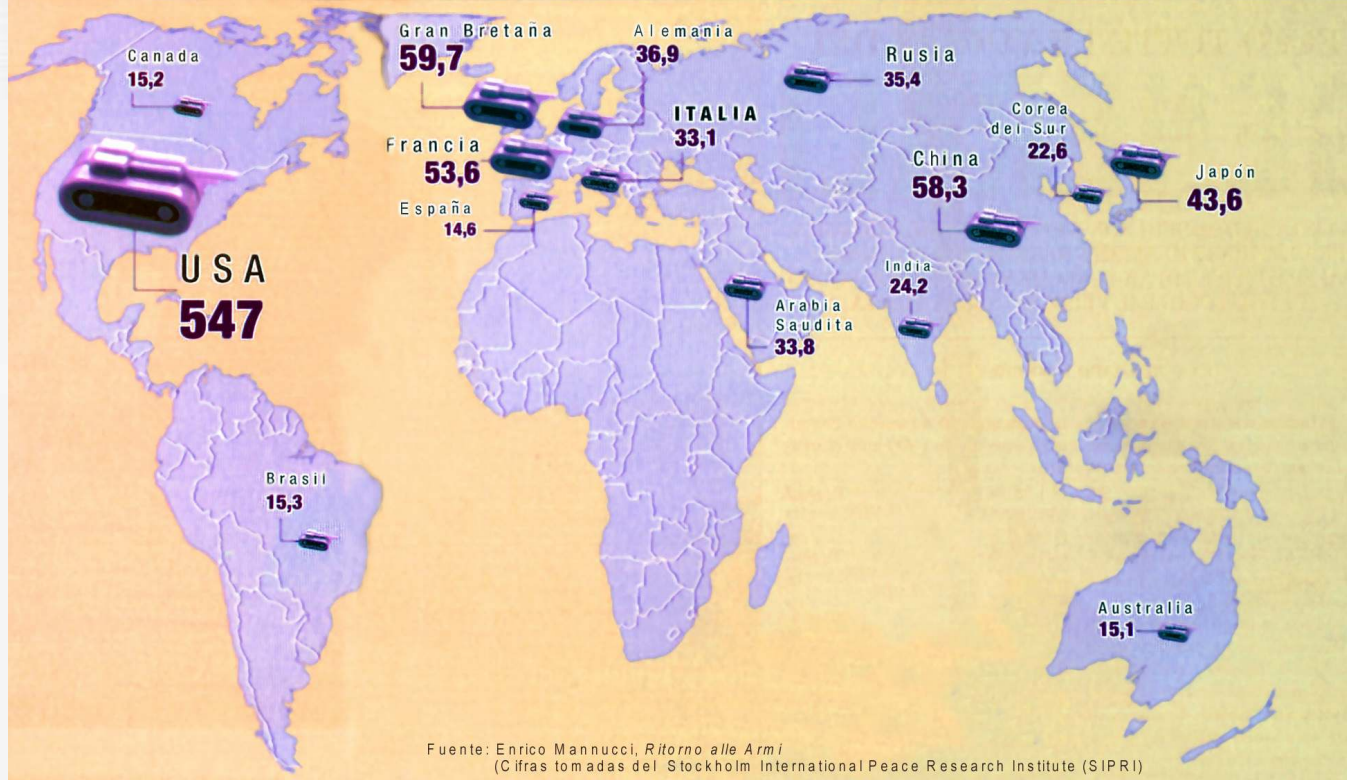 Canada
15,2
Gran Bretaña
59,7
Alemania
36,9
Rusia
35,4
ITALIA
33,1
Corea
del Sur
22,6
Francia
53,6
China
58,3
Japón
43,6
España
14,6
USA
547
India
24,2
Arabia
Saudita
33,8
Brasil
15,3
Australia
15,1
Fuente: Enrico Mannucci, Ritorno alle Armi
(Cifras tomadas del Stockholm International Peace Research Institute (SIPRI)